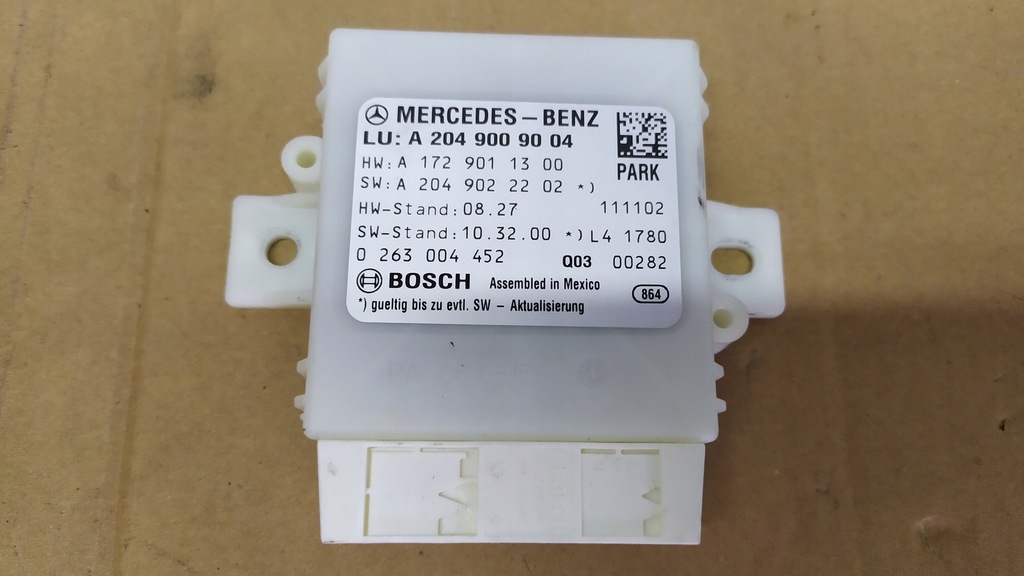 MERCEDES-BENZ
LU: A 204 900 90 04
PARK
HW: A 172 901 13 00
SW: A 204 902 22 02 *)
HW-Stand: 08.27 111102
SW-Stand: 10.32.00 *) L4 1780
0 263 004 452 Q03 00282
BOSCH Assembled in Mexico 864
*) gueltig bis zu evtl. SW - Aktualisierung